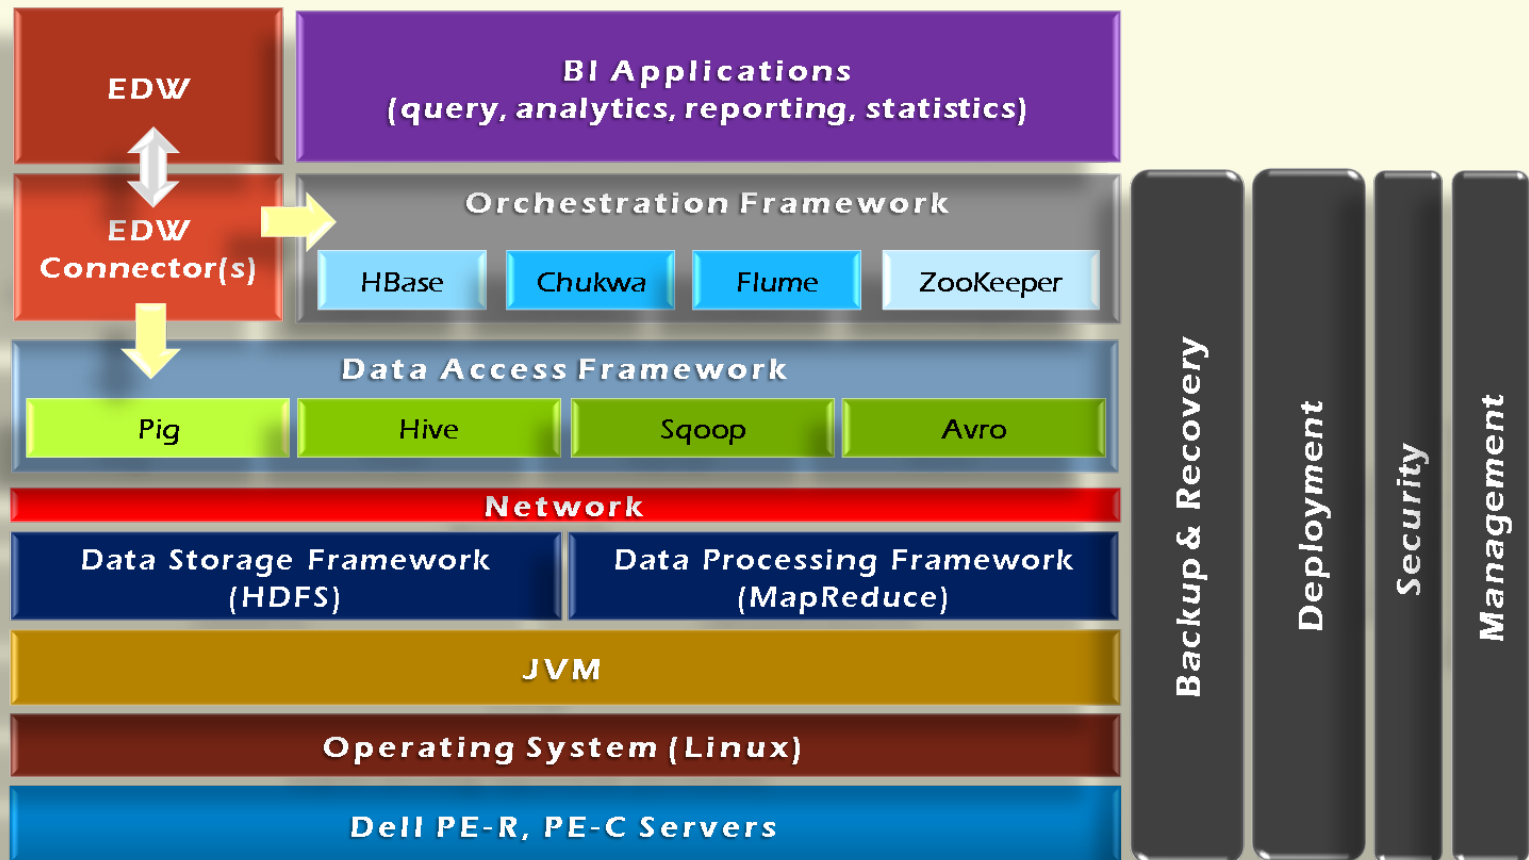 EDW
BI Applications
(query, analytics, reporting, statistics)
EDW
Connector(s)
Orchestration Framework
HBase
Chukwa
Flume
ZooKeeper
Data Access Framework
Pig
Hive
Sqoop
Avro
Network
Data Storage Framework
(HDFS)
Data Processing Framework
(MapReduce)
JVM
Operating System (Linux)
Dell PE-R, PE-C Servers
Backup & Recovery
Deployment
Security
Management